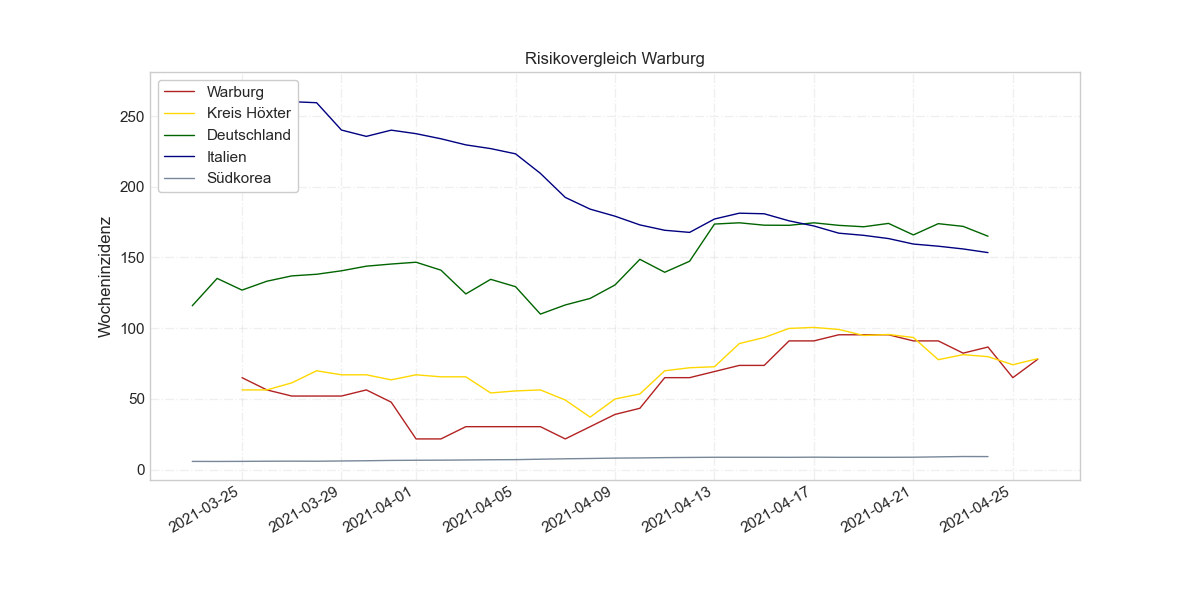 Risikovergleich Warburg
Warburg
Kreis Höxter
Deutschland
Italien
Südkorea
Wocheninzidenz
250
200
150
100
50
0
2021-03-25
2021-03-29
2021-04-01
2021-04-05
2021-04-09
2021-04-13
2021-04-17
2021-04-21
2021-04-25